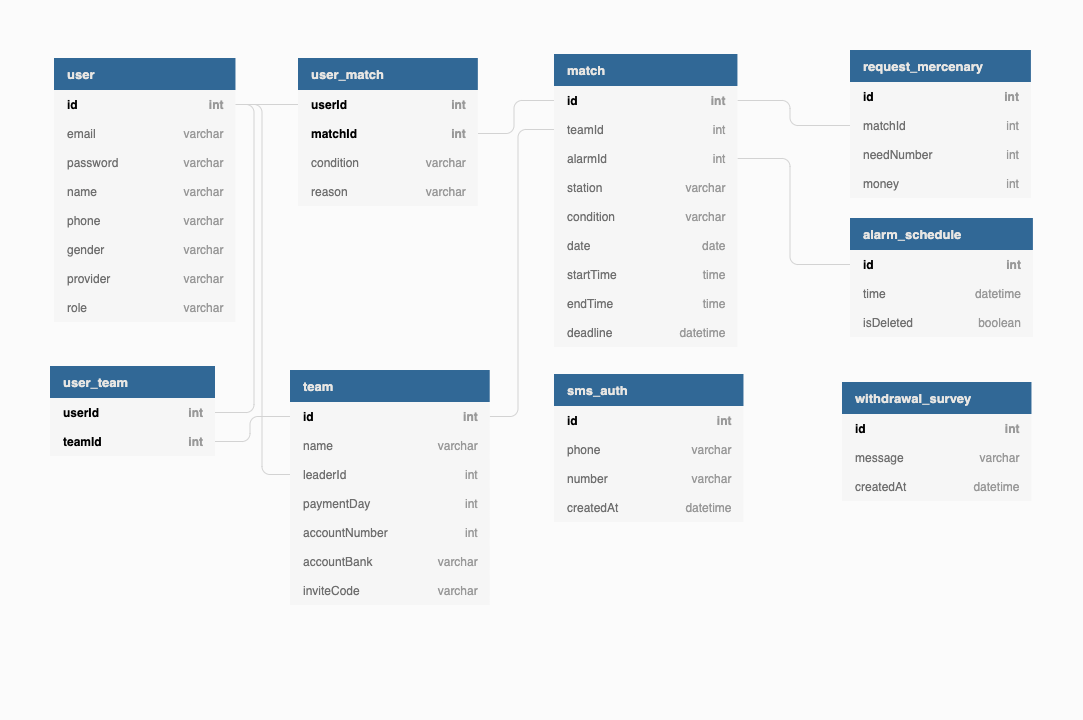 user
id int
email varchar
password varchar
name varchar
phone varchar
gender varchar
provider varchar
role varchar
user_match
userId int
matchId int
condition varchar
reason varchar
match
id int
teamId int
alarmId int
station varchar
condition varchar
date date
startTime time
endTime time
deadline datetime
request_mercenary
id int
matchId int
needNumber int
money int
alarm_schedule
id int
time datetime
isDeleted boolean
user_team
userId int
teamId int
team
id int
name varchar
leaderId int
paymentDay int
accountNumber int
accountBank varchar
inviteCode varchar
sms_auth
id int
phone varchar
number varchar
createdAt datetime
withdrawal_survey
id int
message varchar
createdAt datetime